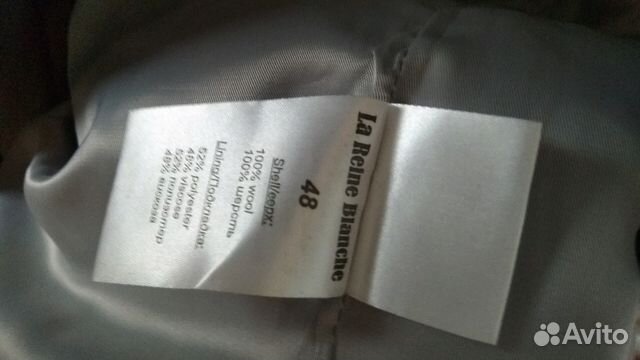 La Reine Blanche
48
Shell/верх:
100% wool
100% шерсть
Lining/Подкладка:
52% polyester
48% viscose
52% полиэстер
48% вискоза
Avito